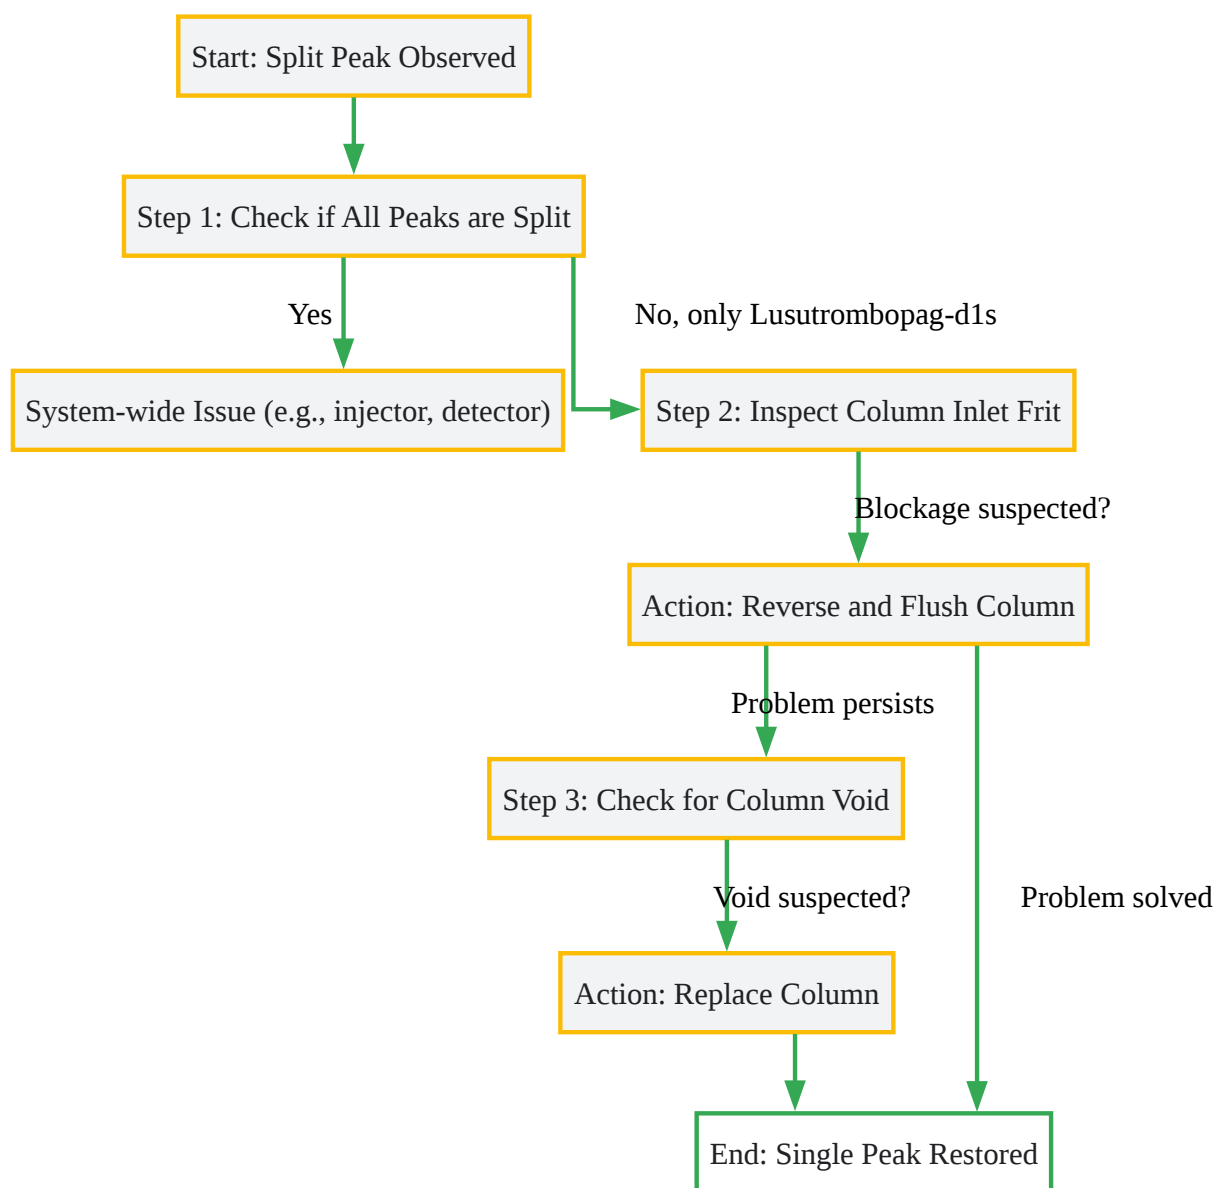 Start: Split Peak Observed
Step 1: Check if All Peaks are Split
Yes
No, only Lusutrombopag-d1s
System-wide Issue (e.g., injector, detector)
Step 2: Inspect Column Inlet Frit
Blockage suspected?
Action: Reverse and Flush Column
Problem persists
Step 3: Check for Column Void
Void suspected?
Problem solved
Action: Replace Column
End: Single Peak Restored